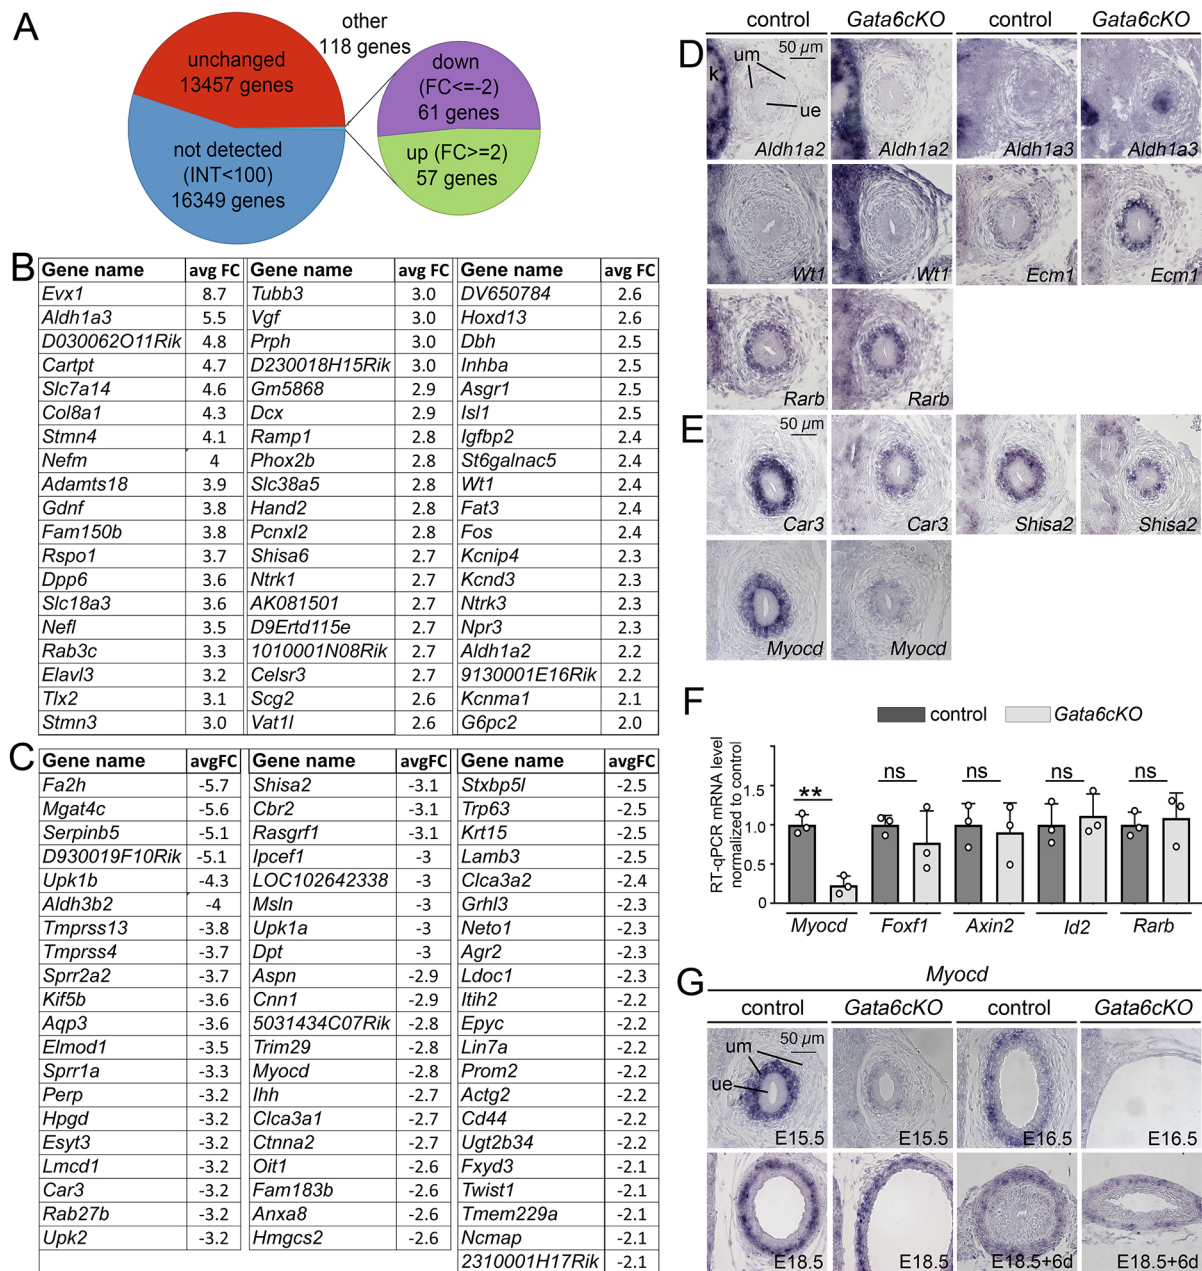 A
unchanged
13457 genes
other
118 genes
down
(FC<=-2)
61 genes
not detected
(INT<100)
16349 genes
up (FC>=2)
57 genes
B
Gene name avg FC Gene name avg FC Gene name avg FC
Evx1 8.7 Tubb3 3.0 DV650784 2.6
Aldh1a3 5.5 Vgf 3.0 Hoxd13 2.6
D030062O11Rik 4.8 Prph 3.0 Dbh 2.5
Cartpt 4.7 D230018H15Rik 3.0 Inhba 2.5
Slc7a14 4.6 Gm5868 2.9 Asgr1 2.5
Col8a1 4.3 Dcx 2.9 Isl1 2.5
Stmn4 4.1 Ramp1 2.8 Igfbp2 2.4
Nefm 4 Phox2b 2.8 St6galnac5 2.4
Adamts18 3.9 Slc38a5 2.8 Wt1 2.4
Gdnf 3.8 Hand2 2.8 Fat3 2.4
Fam150b 3.8 Pcnxl2 2.8 Fos 2.4
Rspo1 3.7 Shisa6 2.7 Kcnip4 2.3
Dpp6 3.6 Ntrk1 2.7 Kcnd3 2.3
Slc18a3 3.6 AK081501 2.7 Ntrk3 2.3
Nefl 3.5 D9Ertd115e 2.7 Npr3 2.3
Rab3c 3.3 1010001N08Rik 2.7 Aldh1a2 2.2
Elavl3 3.2 Celsr3 2.7 9130001E16Rik 2.2
Tlx2 3.1 Scg2 2.6 Kcnma1 2.1
Stmn3 3.0 Vat1l 2.6 G6pc2 2.0
C
Gene name avgFC Gene name avgFC Gene name avgFC
Fa2h -5.7 Shisa2 -3.1 Stxbp5l -2.5
Mgat4c -5.6 Cbr2 -3.1 Trp63 -2.5
Serpinb5 -5.1 Rasgrf1 -3.1 Krt15 -2.5
D930019F10Rik -5.1 Ipcef1 -3 Lamb3 -2.5
Upk1b -4.3 LOC102642338 -3 Clca3a2 -2.4
Aldh3b2 -4 Msln -3 Grhl3 -2.3
Tmprss13 -3.8 Upk1a -3 Neto1 -2.3
Tmprss4 -3.7 Dpt -3 Agr2 -2.3
Sprr2a2 -3.7 Aspn -2.9 Ldoc1 -2.3
Kif5b -3.6 Cnn1 -2.9 Itih2 -2.2
Aqp3 -3.6 5031434C07Rik -2.8 Epyc -2.2
Elmod1 -3.5 Trim29 -2.8 Lin7a -2.2
Sprr1a -3.3 Myocd -2.8 Prom2 -2.2
Perp -3.2 Ihh -2.7 Actg2 -2.2
Hpgd -3.2 Clca3a1 -2.7 Cd44 -2.2
Esyt3 -3.2 Ctnna2 -2.7 Ugt2b34 -2.2
Lmcd1 -3.2 Oit1 -2.6 Fxyd3 -2.1
Car3 -3.2 Fam183b -2.6 Twist1 -2.1
Rab27b -3.2 Anxa8 -2.6 Tmem229a -2.1
Upk2 -3.2 Hmgcs2 -2.6 Ncmap -2.1
2310001H17Rik -2.1
control Gata6cKO control Gata6cKO
D
50 µm
um
k
ue
Aldh1a2 Aldh1a2 Aldh1a3 Aldh1a3
Wt1 Wt1 Ecm1 Ecm1
Rarb Rarb
E
50 µm
Car3 Car3 Shisa2 Shisa2
Myocd Myocd
F
control Gata6cKO
RT-qPCR mRNA level
normalized to control
1.5
1.0
0.5
0
** ns ns ns ns
Myocd Foxf1 Axin2 Id2 Rarb
G
Myocd
control Gata6cKO control Gata6cKO
50 µm
um
ue
E15.5 E15.5 E16.5 E16.5
E18.5 E18.5 E18.5+6d E18.5+6d